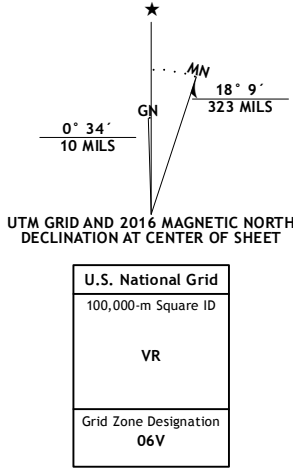 ★
MN
GN
18° 9´
323 MILS
0° 34´
10 MILS
UTM GRID AND 2016 MAGNETIC NORTH
DECLINATION AT CENTER OF SHEET
U.S. National Grid
100,000-m Square ID
VR
Grid Zone Designation
06V